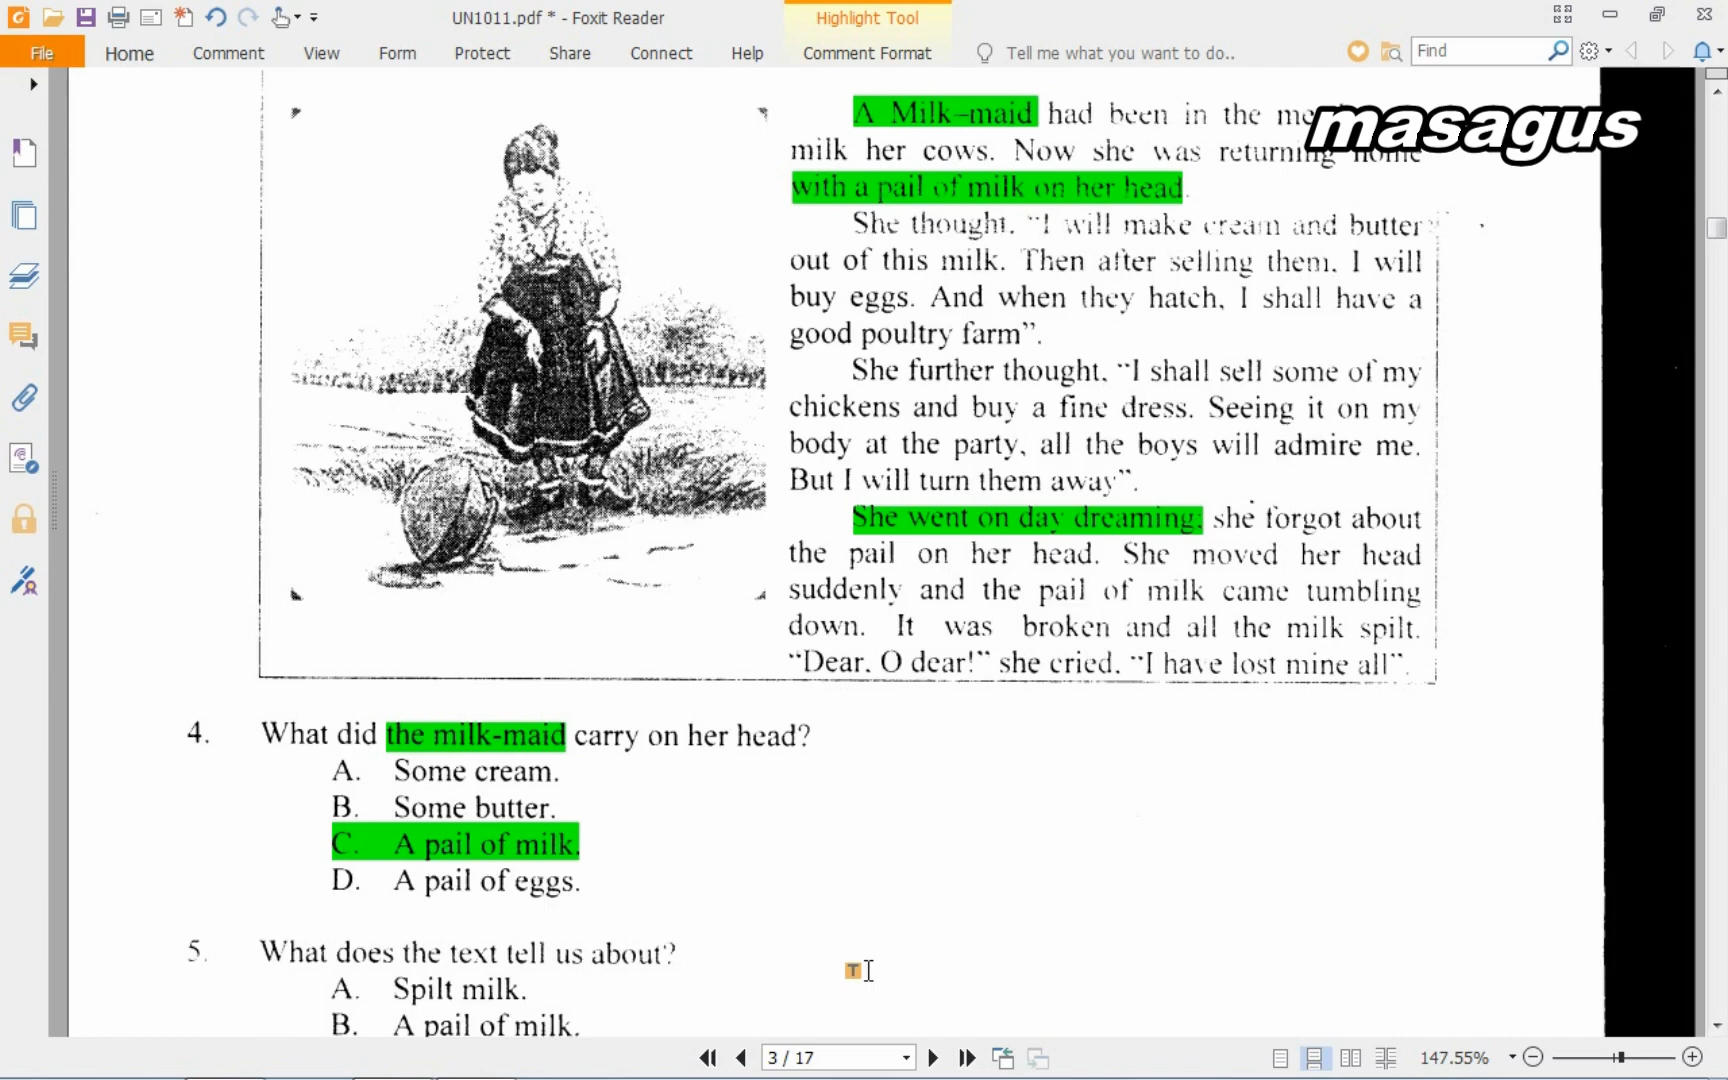 UN1011.pdf * - Foxit Reader
Highlight Tool
File
Home
Comment
View
Form
Protect
Share
Connect
Help
Comment Format
Tell me what you want to do..
Find
masagus
A Milk–maid had been in the
milk her cows. Now she was returning home
with a pail of milk on her head.
She thought. "I will make cream and butter
out of this milk. Then after selling them. I will
buy eggs. And when they hatch, I shall have a
good poultry farm".
She further thought. "I shall sell some of my
chickens and buy a fine dress. Seeing it on my
body at the party, all the boys will admire me.
But I will turn them away".
She went on day dreaming; she forgot about
the pail on her head. She moved her head
suddenly and the pail of milk came tumbling
down. It was broken and all the milk spilt.
"Dear. O dear!" she cried. "I have lost mine all".
4. What did the milk-maid carry on her head?
A. Some cream.
B. Some butter.
C. A pail of milk.
D. A pail of eggs.
5. What does the text tell us about?
A. Spilt milk.
B. A pail of milk.
T
3 / 17
147.55%